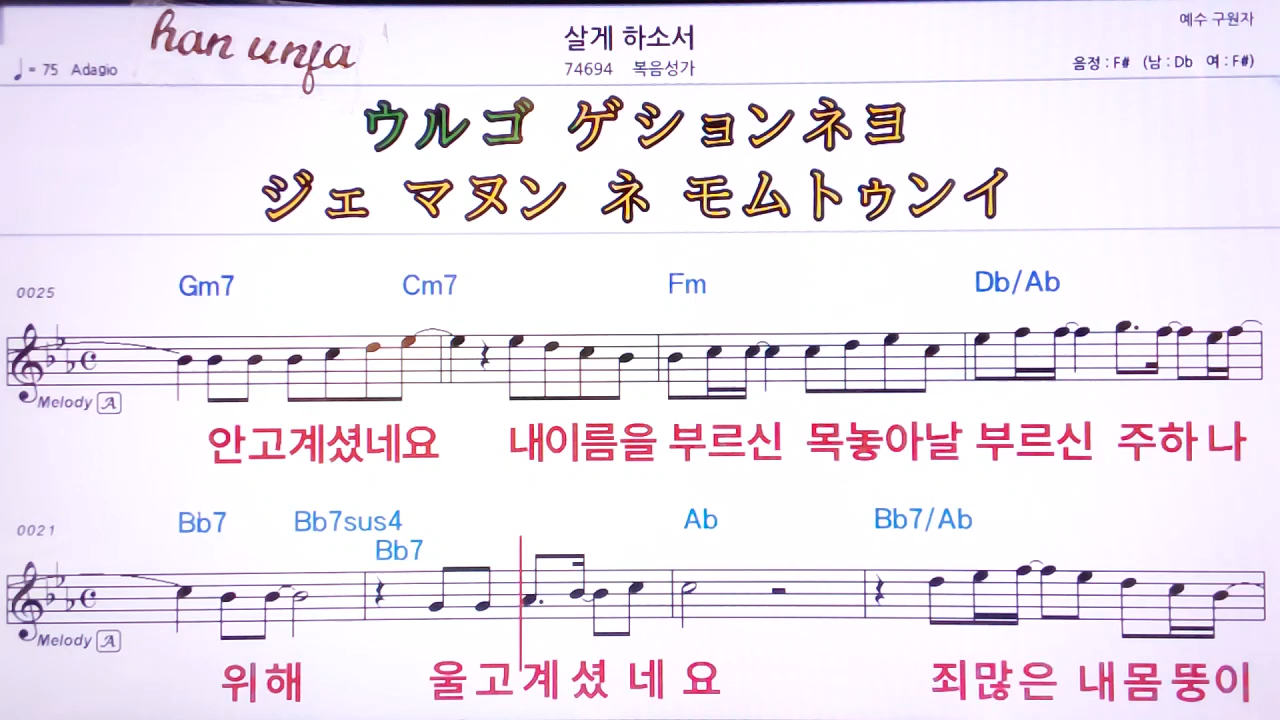 han unfa
살게 하소서
예수 구원자
♩= 75 Adagio
74694 복음성가
음정 : F# (남 : Db 여 : F#)
ウルゴ ゲションネヨ
ジェ マヌン ネ モムトゥンイ
0025
Gm7 Cm7 Fm Db/Ab
Melody A
안고계셨네요 내이름을 부르신 목놓아날 부르신 주하나
0021
Bb7 Bb7sus4 Ab Bb7/Ab
Bb7
Melody A
위해 울고계셨네요 죄많은 내몸뚱이